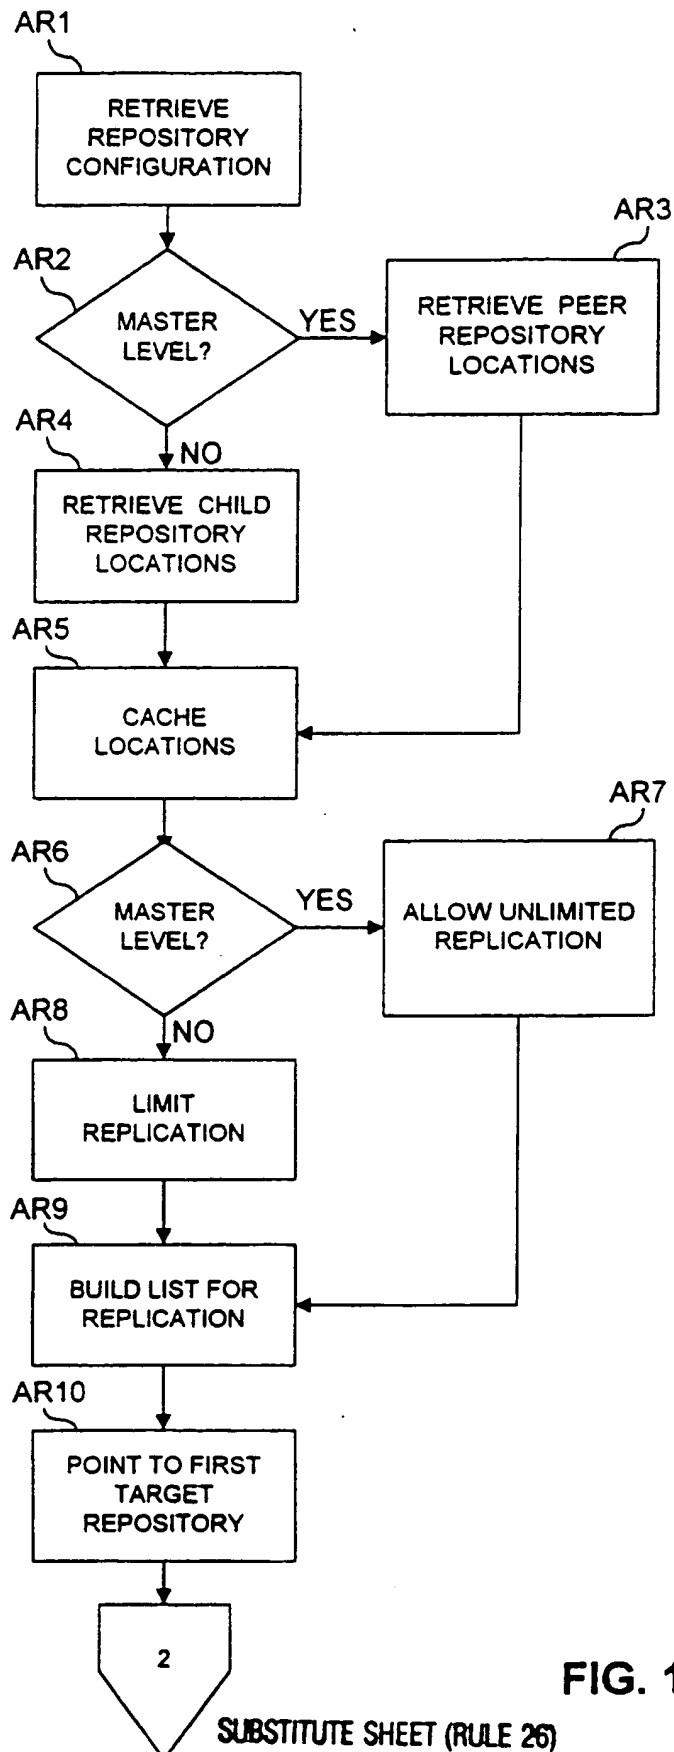 AR1
RETRIEVE
REPOSITORY
CONFIGURATION
AR2
MASTER
LEVEL?
YES
AR3
RETRIEVE PEER
REPOSITORY
LOCATIONS
NO
AR4
RETRIEVE CHILD
REPOSITORY
LOCATIONS
AR5
CACHE
LOCATIONS
AR6
MASTER
LEVEL?
YES
AR7
ALLOW UNLIMITED
REPLICATION
NO
AR8
LIMIT
REPLICATION
AR9
BUILD LIST FOR
REPLICATION
AR10
POINT TO FIRST
TARGET
REPOSITORY
2
FIG.
SUBSTITUTE SHEET (RULE 26)